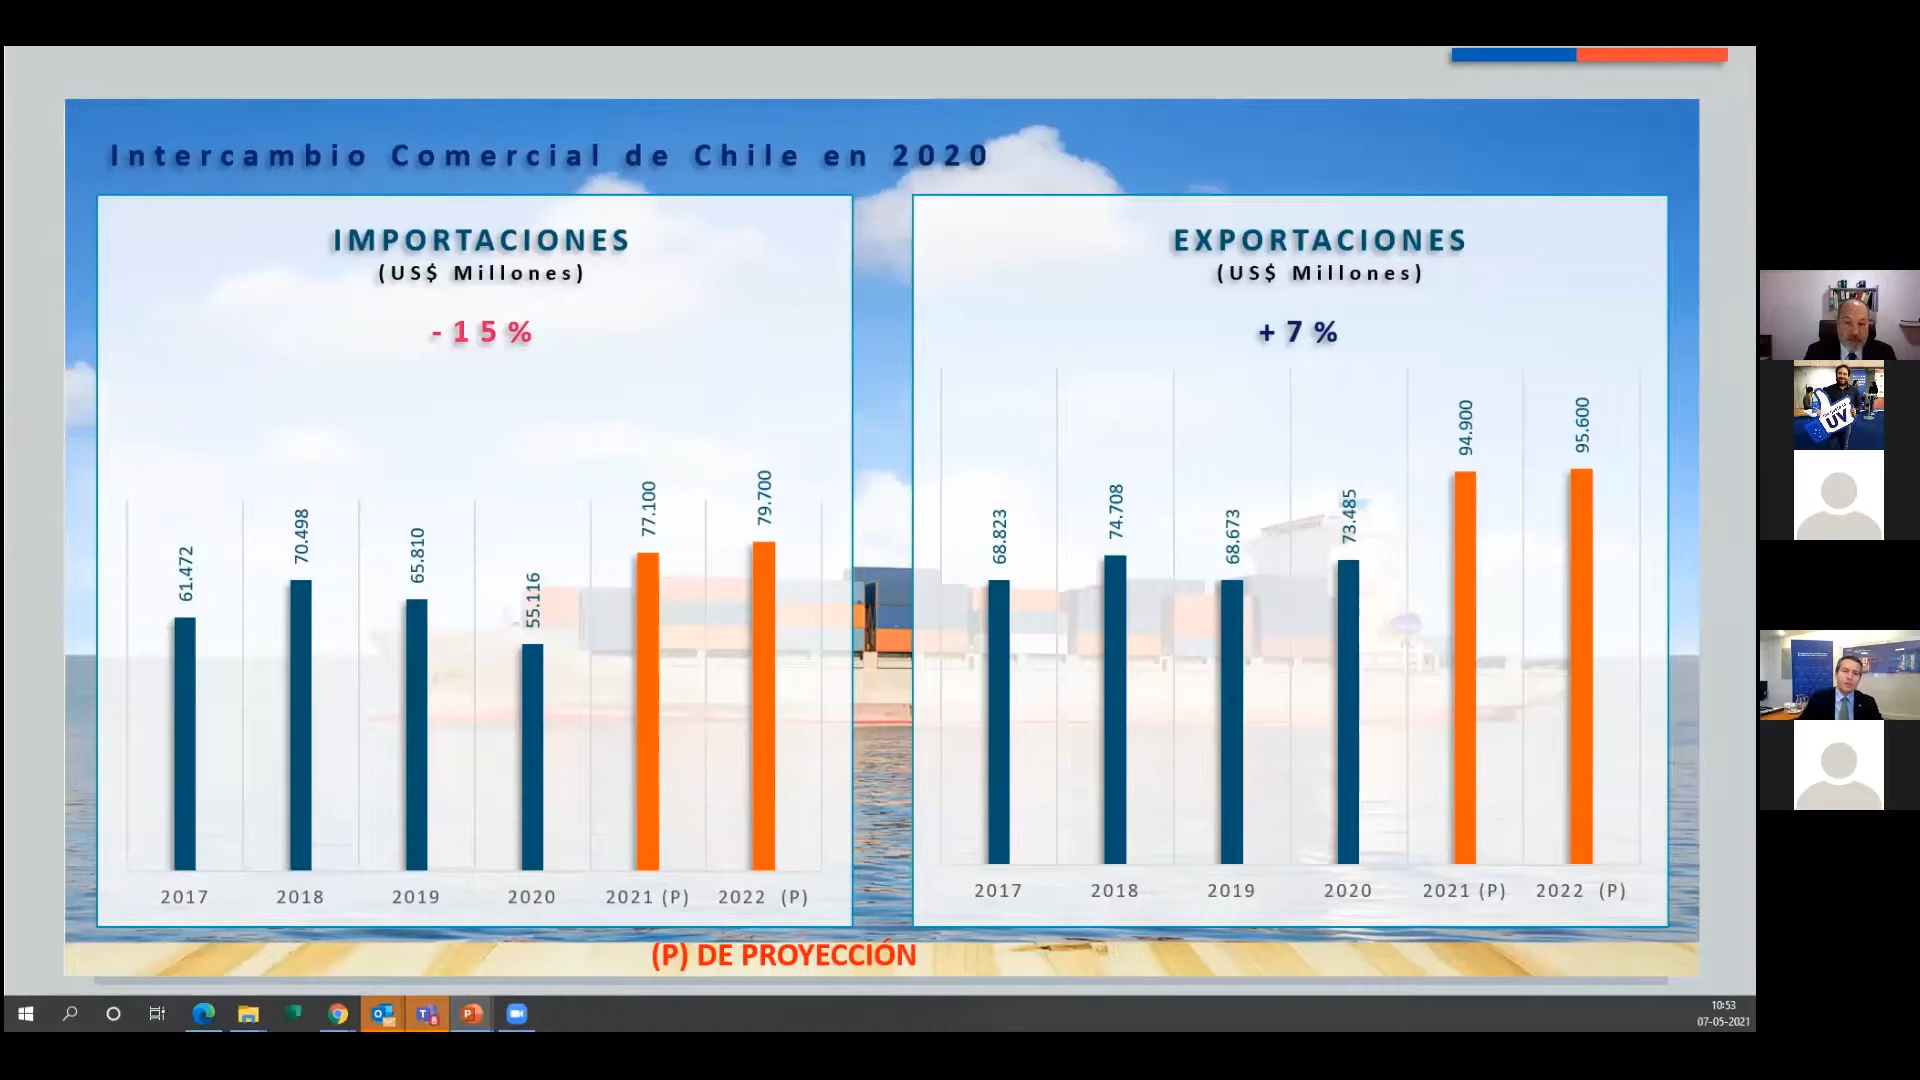 Intercambio Comercial de Chile en 2020
IMPORTACIONES
(US$ Millones)
-15%
61.472
70.498
65.810
55.116
77.100
79.700
2017
2018
2019
2020
2021 (P)
2022 (P)
EXPORTACIONES
(US$ Millones)
+7%
68.823
74.708
68.673
73.485
94.900
95.600
2017
2018
2019
2020
2021 (P)
2022 (P)
(P) DE PROYECCIÓN
UV
10:53
07-05-2021